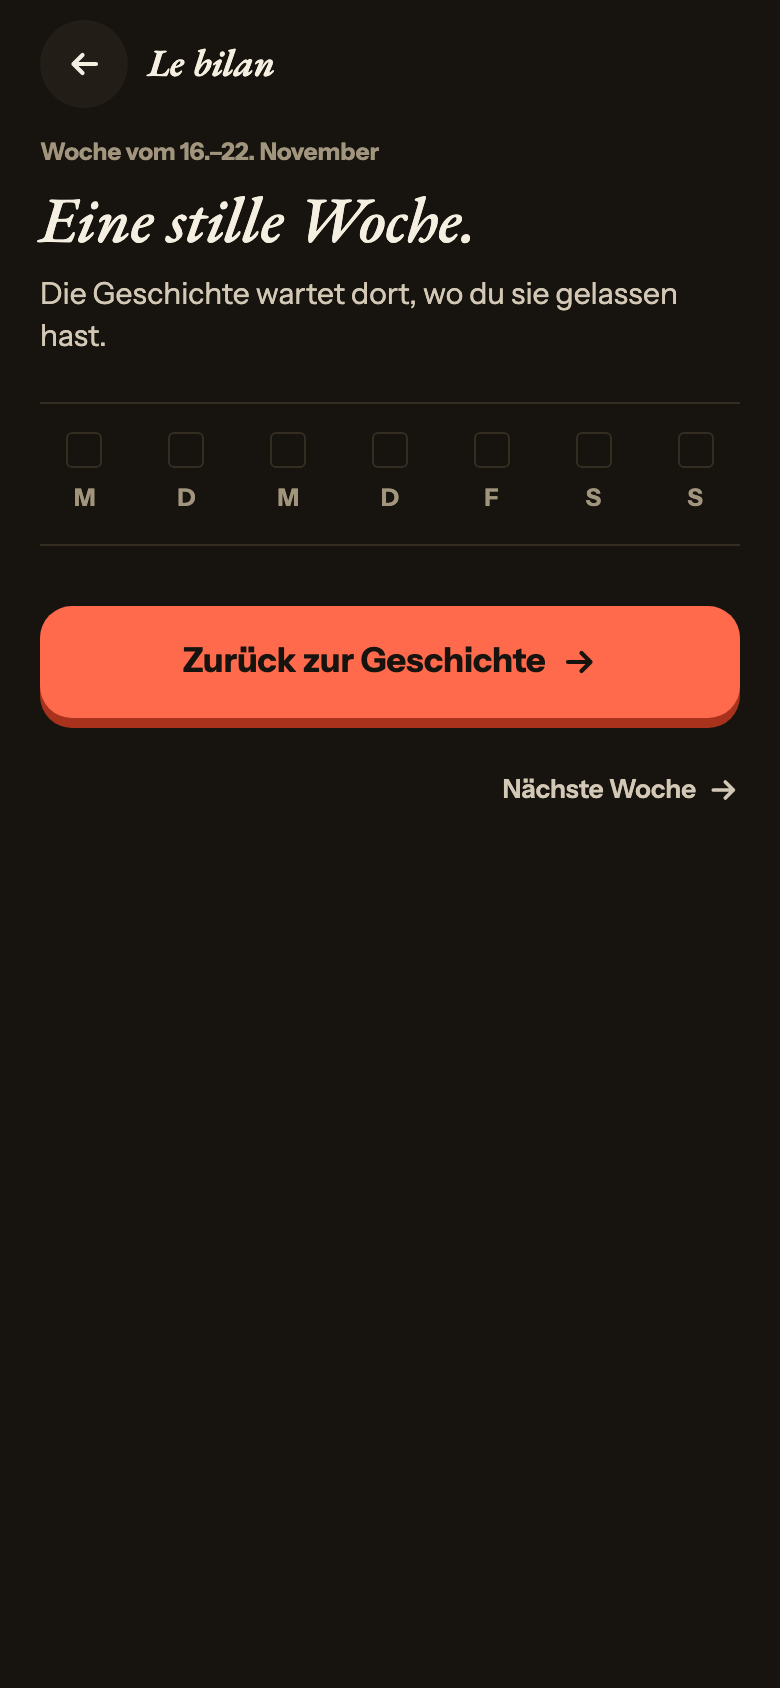 Le bilan
Woche vom 16.–22. November
Eine stille Woche.
Die Geschichte wartet dort, wo du sie gelassen
hast.
M D M D F S S
Zurück zur Geschichte →
Nächste Woche →